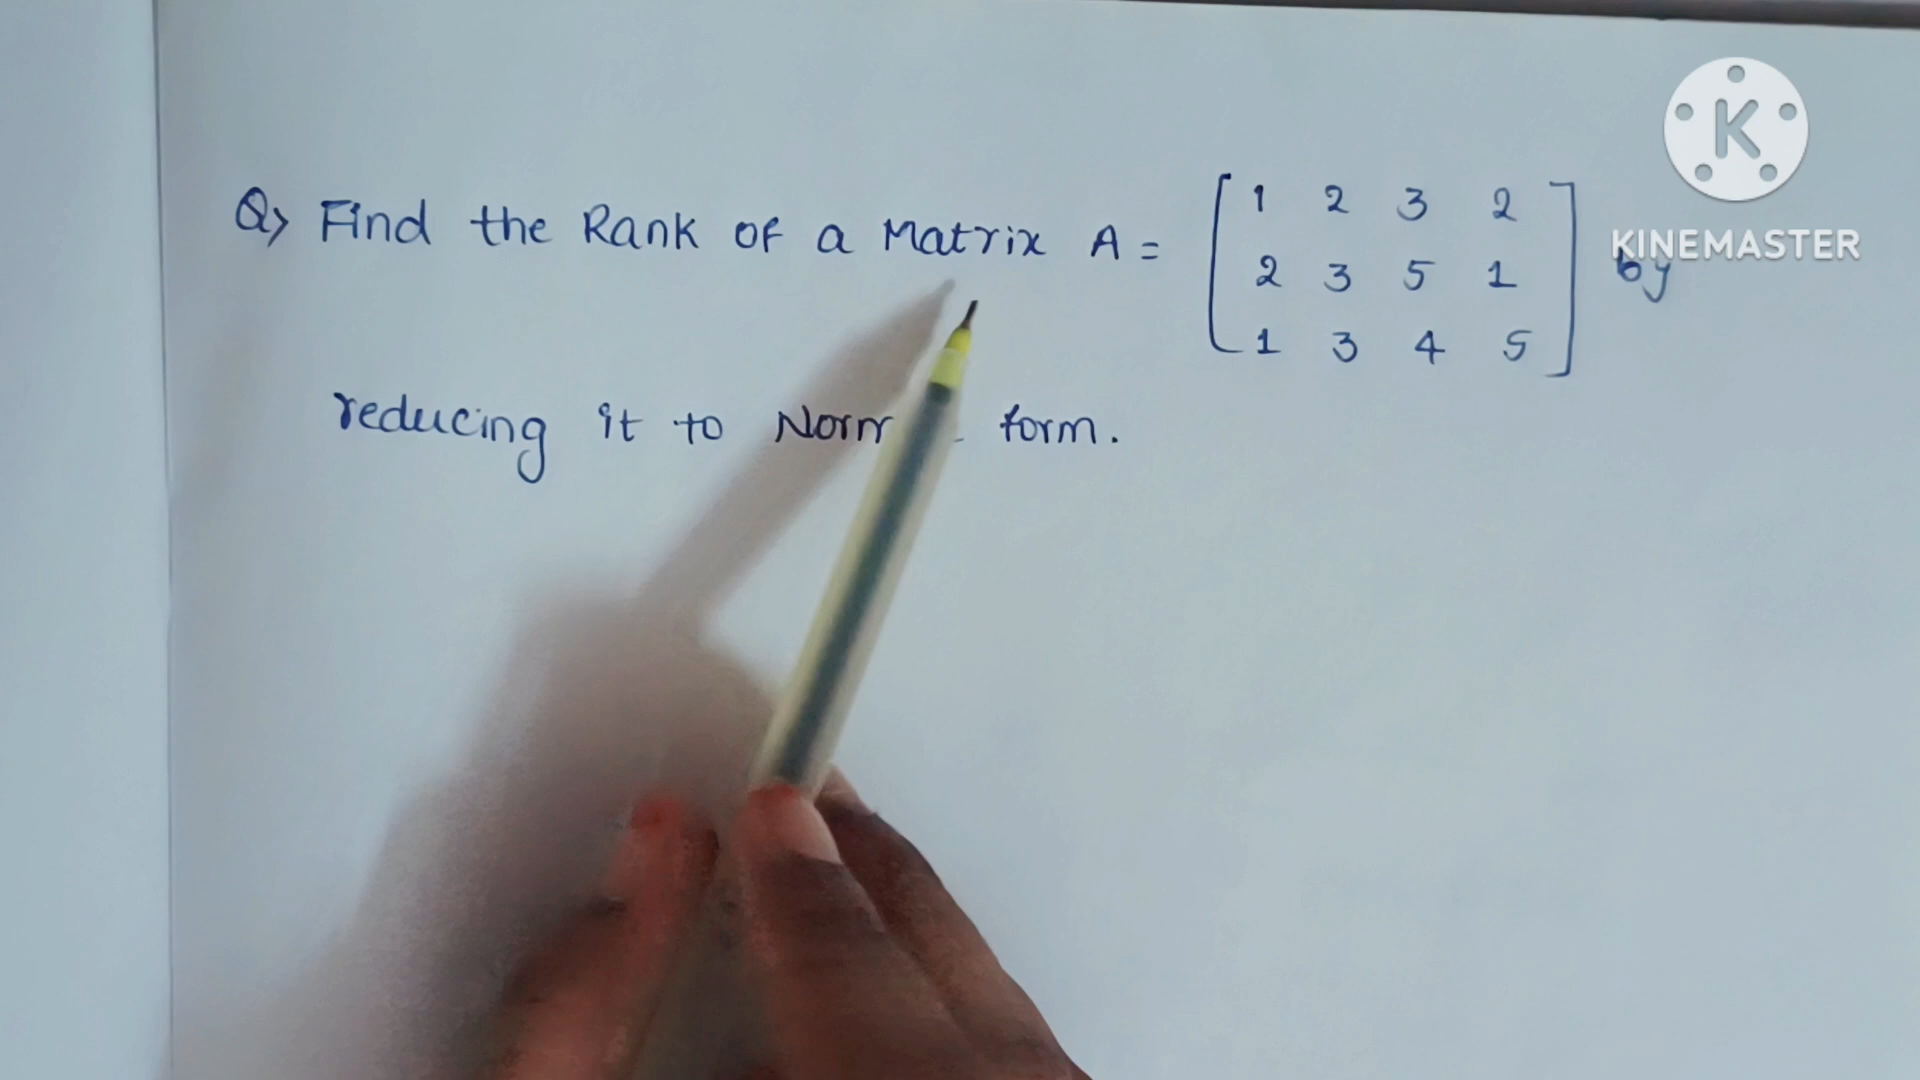 Q> Find the Rank of a Matrix A = [ 1 2 3 2
2 3 5 1
1 3 4 5 ] by
reducing it to form.
K
KINEMASTER